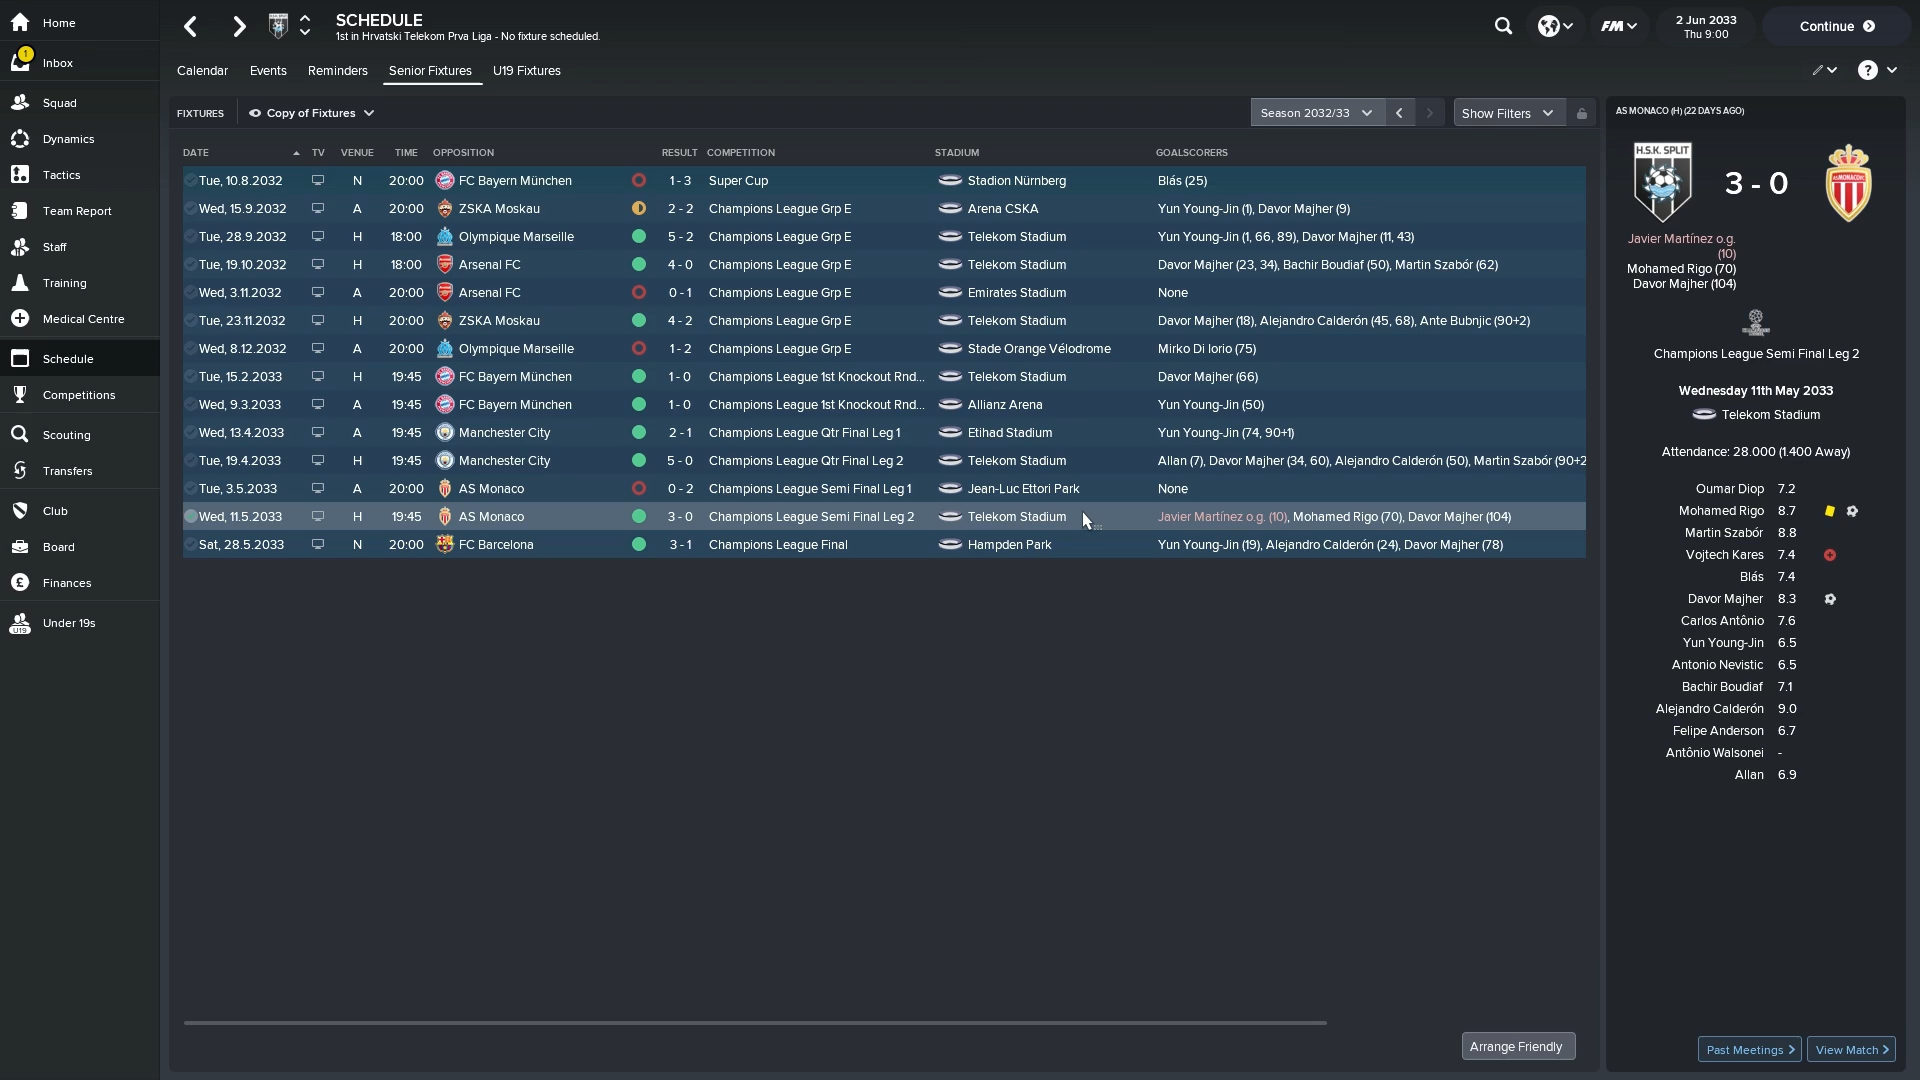 Home
1
Inbox
Squad
Dynamics
Tactics
Team Report
Staff
Training
Medical Centre
Schedule
Competitions
Scouting
Transfers
Club
Board
Finances
U19
Under 19s
SCHEDULE
1st in Hrvatski Telekom Prva Liga - No fixture scheduled.
FM
2 Jun 2033
Thu 9:00
Continue
Calendar Events Reminders Senior Fixtures U19 Fixtures
?
FIXTURES Copy of Fixtures Season 2032/33 Show Filters
DATE TV VENUE TIME OPPOSITION RESULT COMPETITION STADIUM GOALSCORERS
Tue, 10.8.2032 N 20:00 FC Bayern München 1 - 3 Super Cup Stadion Nürnberg Blás (25)
Wed, 15.9.2032 A 20:00 ZSKA Moskau 2 - 2 Champions League Grp E Arena CSKA Yun Young-Jin (1), Davor Majher (9)
Tue, 28.9.2032 H 18:00 Olympique Marseille 5 - 2 Champions League Grp E Telekom Stadium Yun Young-Jin (1, 66, 89), Davor Majher (11, 43)
Tue, 19.10.2032 H 18:00 Arsenal FC 4 - 0 Champions League Grp E Telekom Stadium Davor Majher (23, 34), Bachir Boudiaf (50), Martin Szabór (62)
Wed, 3.11.2032 A 20:00 Arsenal FC 0 - 1 Champions League Grp E Emirates Stadium None
Tue, 23.11.2032 H 20:00 ZSKA Moskau 4 - 2 Champions League Grp E Telekom Stadium Davor Majher (18), Alejandro Calderón (45, 68), Ante Bubnjic (90+2)
Wed, 8.12.2032 A 20:00 Olympique Marseille 1 - 2 Champions League Grp E Stade Orange Vélodrome Mirko Di Iorio (75)
Tue, 15.2.2033 H 19:45 FC Bayern München 1 - 0 Champions League 1st Knockout Rnd... Telekom Stadium Davor Majher (66)
Wed, 9.3.2033 A 19:45 FC Bayern München 1 - 0 Champions League 1st Knockout Rnd... Allianz Arena Yun Young-Jin (50)
Wed, 13.4.2033 A 19:45 Manchester City 2 - 1 Champions League Qtr Final Leg 1 Etihad Stadium Yun Young-Jin (74, 90+1)
Tue, 19.4.2033 H 19:45 Manchester City 5 - 0 Champions League Qtr Final Leg 2 Telekom Stadium Allan (7), Davor Majher (34, 60), Alejandro Calderón (50), Martin Szabór (90+2
Tue, 3.5.2033 A 20:00 AS Monaco 0 - 2 Champions League Semi Final Leg 1 Jean-Luc Ettori Park None
Wed, 11.5.2033 H 19:45 AS Monaco 3 - 0 Champions League Semi Final Leg 2 Telekom Stadium Javier Martínez o.g. (10), Mohamed Rigo (70), Davor Majher (104)
Sat, 28.5.2033 N 20:00 FC Barcelona 3 - 1 Champions League Final Hampden Park Yun Young-Jin (19), Alejandro Calderón (24), Davor Majher (78)
Arrange Friendly
AS MONACO (H) (22 DAYS AGO)
H.S.K. SPLIT
3 - 0
AS MONACO
Javier Martínez o.g.
(10)
Mohamed Rigo (70)
Davor Majher (104)
Champions League Semi Final Leg 2
Wednesday 11th May 2033
Telekom Stadium
Attendance: 28.000 (1.400 Away)
Oumar Diop 7.2
Mohamed Rigo 8.7
Martin Szabór 8.8
Vojtech Kares 7.4
Blás 7.4
Davor Majher 8.3
Carlos Antônio 7.6
Yun Young-Jin 6.5
Antonio Nevistic 6.5
Bachir Boudiaf 7.1
Alejandro Calderón 9.0
Felipe Anderson 6.7
Antônio Walsonei -
Allan 6.9
Past Meetings View Match